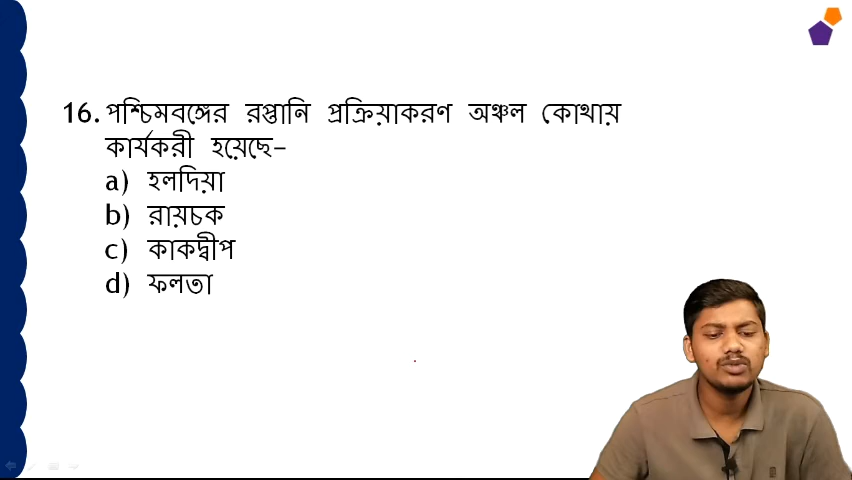 16. পশ্চিমবঙ্গের রপ্তানি প্রক্রিয়াকরণ অঞ্চল কোথায়
কার্যকরী হয়েছে–
a) হলদিয়া
b) রায়চক
c) কাকদ্বীপ
d) ফলতা